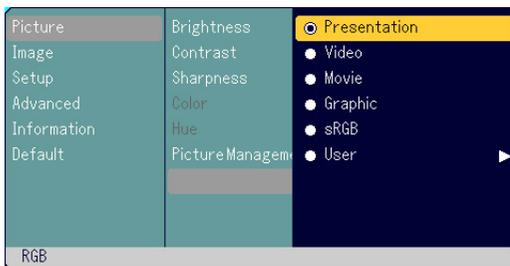 Picture
Image
Setup
Advanced
Information
Default
Brightness
Contrast
Sharpness
Color
Hue
Picture Managem
Presentation
Video
Movie
Graphic
sRGB
User
RGB